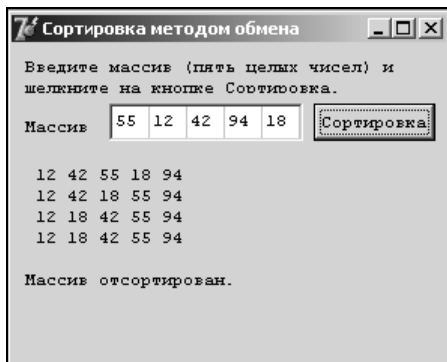 Сортировка методом обмена
Введите массив (пять целых чисел) и
шелкните на кнопке Сортировка.
Массив 55 12 42 94 18 Сортировка
12 42 55 18 94
12 42 18 55 94
12 18 42 55 94
12 18 42 55 94
Массив отсортирован.